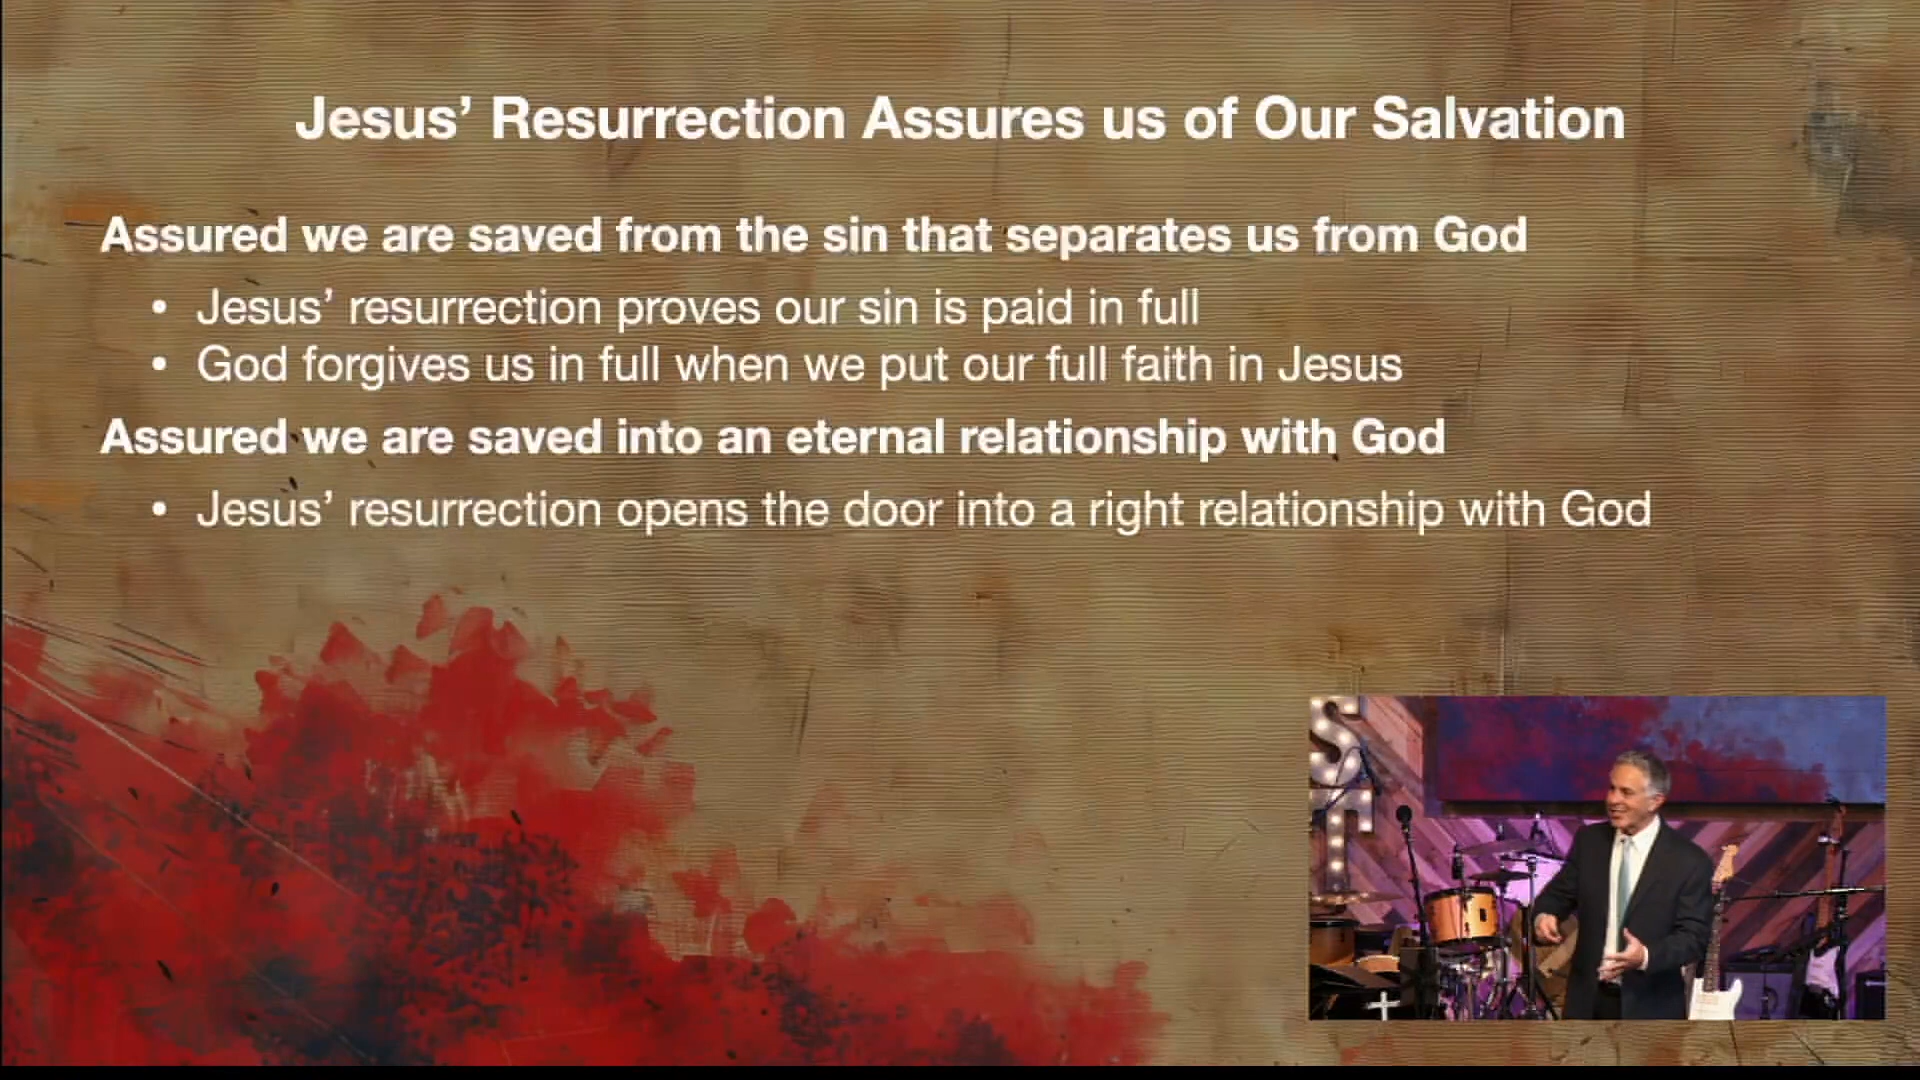 Jesus’ Resurrection Assures us of Our Salvation
Assured we are saved from the sin that separates us from God
• Jesus’ resurrection proves our sin is paid in full
• God forgives us in full when we put our full faith in Jesus
Assured we are saved into an eternal relationship with God
• Jesus’ resurrection opens the door into a right relationship with God